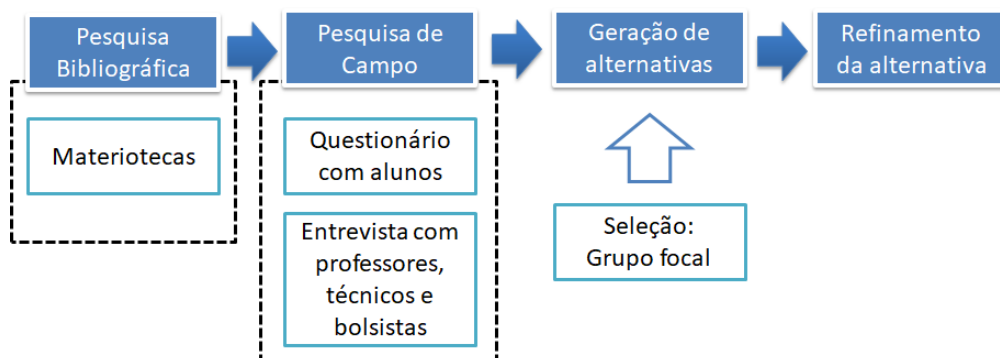 Pesquisa
Bibliográfica
Pesquisa de
Campo
Geração de
alternativas
Refinamento
da alternativa
Materiotecas
Questionário
com alunos
Entrevista com
professores,
técnicos e
bolsistas
Seleção:
Grupo focal